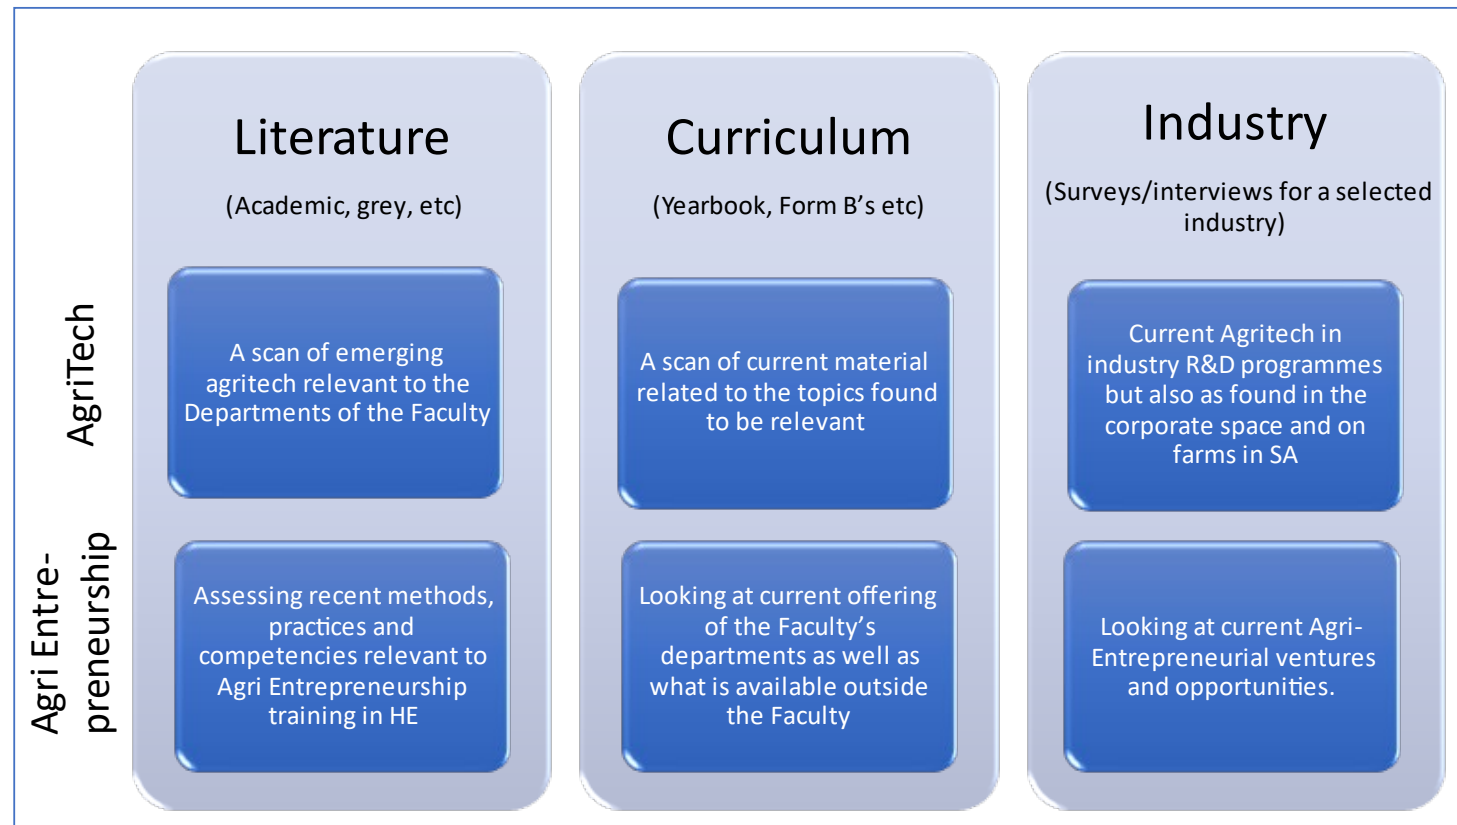 Literature
(Academic, grey, etc)
Curriculum
(Yearbook, Form B’s etc)
Industry
(Surveys/interviews for a selected
industry)
AgriTech
A scan of emerging
agritech relevant to the
Departments of the Faculty
A scan of current material
related to the topics found
to be relevant
Current Agritech in
industry R&D programmes
but also as found in the
corporate space and on
farms in SA
Agri Entre-
preneurship
Assessing recent methods,
practices and
competencies relevant to
Agri Entrepreneurship
training in HE
Looking at current offering
of the Faculty’s
departments as well as
what is available outside
the Faculty
Looking at current Agri-
Entrepreneurial ventures
and opportunities.